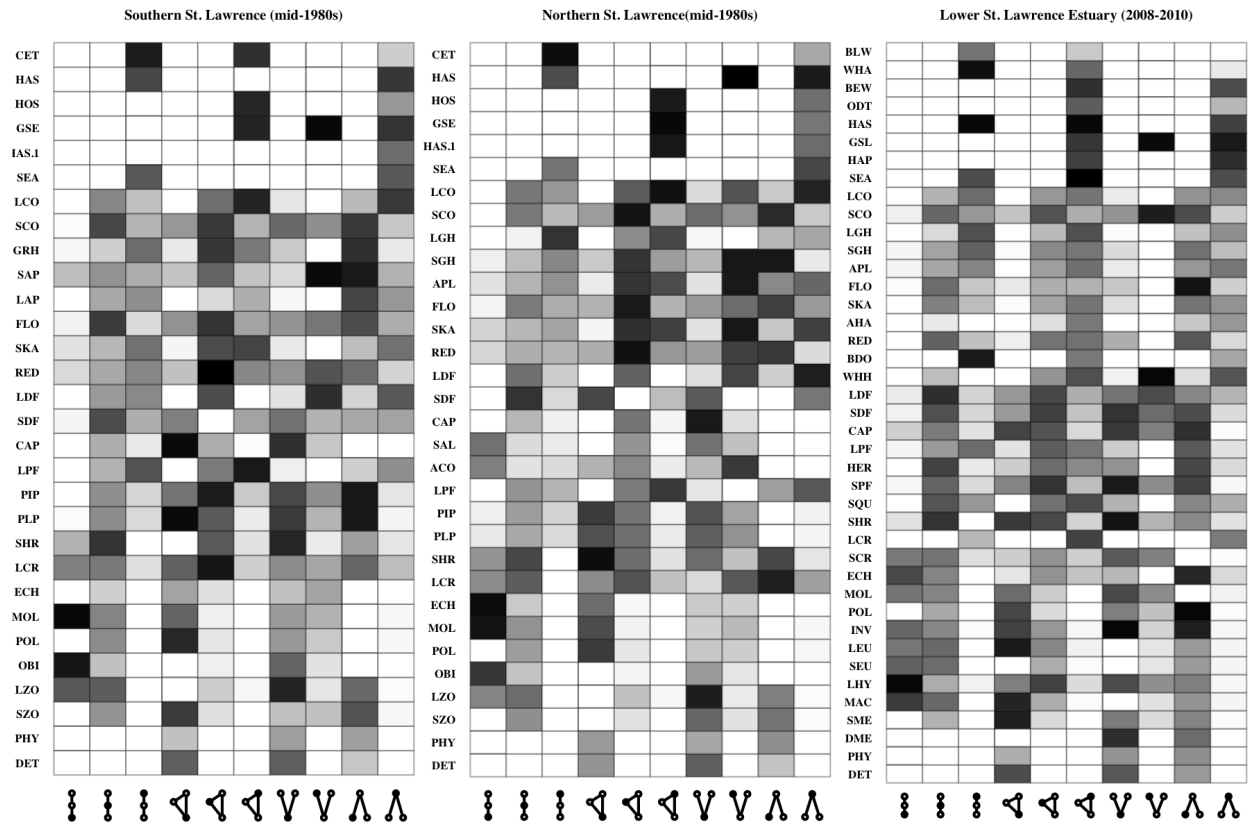 Southern St. Lawrence (mid-1980s)
CET
HAS
HOS
GSE
IAS.1
SEA
LCO
SCO
GRH
SAP
LAP
FLO
SKA
RED
LDF
SDF
CAP
LPF
PIP
PLP
SHR
LCR
ECH
MOL
POL
OBI
LZO
SZO
PHY
DET
Northern St. Lawrence(mid-1980s)
CET
HAS
HOS
GSE
HAS.1
SEA
LCO
SCO
LGH
SGH
APL
FLO
SKA
RED
LDF
SDF
CAP
SAL
ACO
LPF
PIP
PLP
SHR
LCR
ECH
MOL
POL
OBI
LZO
SZO
PHY
DET
Lower St. Lawrence Estuary (2008-2010)
BLW
WHA
BEW
ODT
HAS
GSL
HAP
SEA
LCO
SCO
LGH
SGH
APL
FLO
SKA
AHA
RED
BDO
WHH
LDF
SDF
CAP
LPF
HER
SPF
SQU
SHR
LCR
SCR
ECH
MOL
POL
INV
LEU
SEU
LHY
MAC
SME
DME
PHY
DET